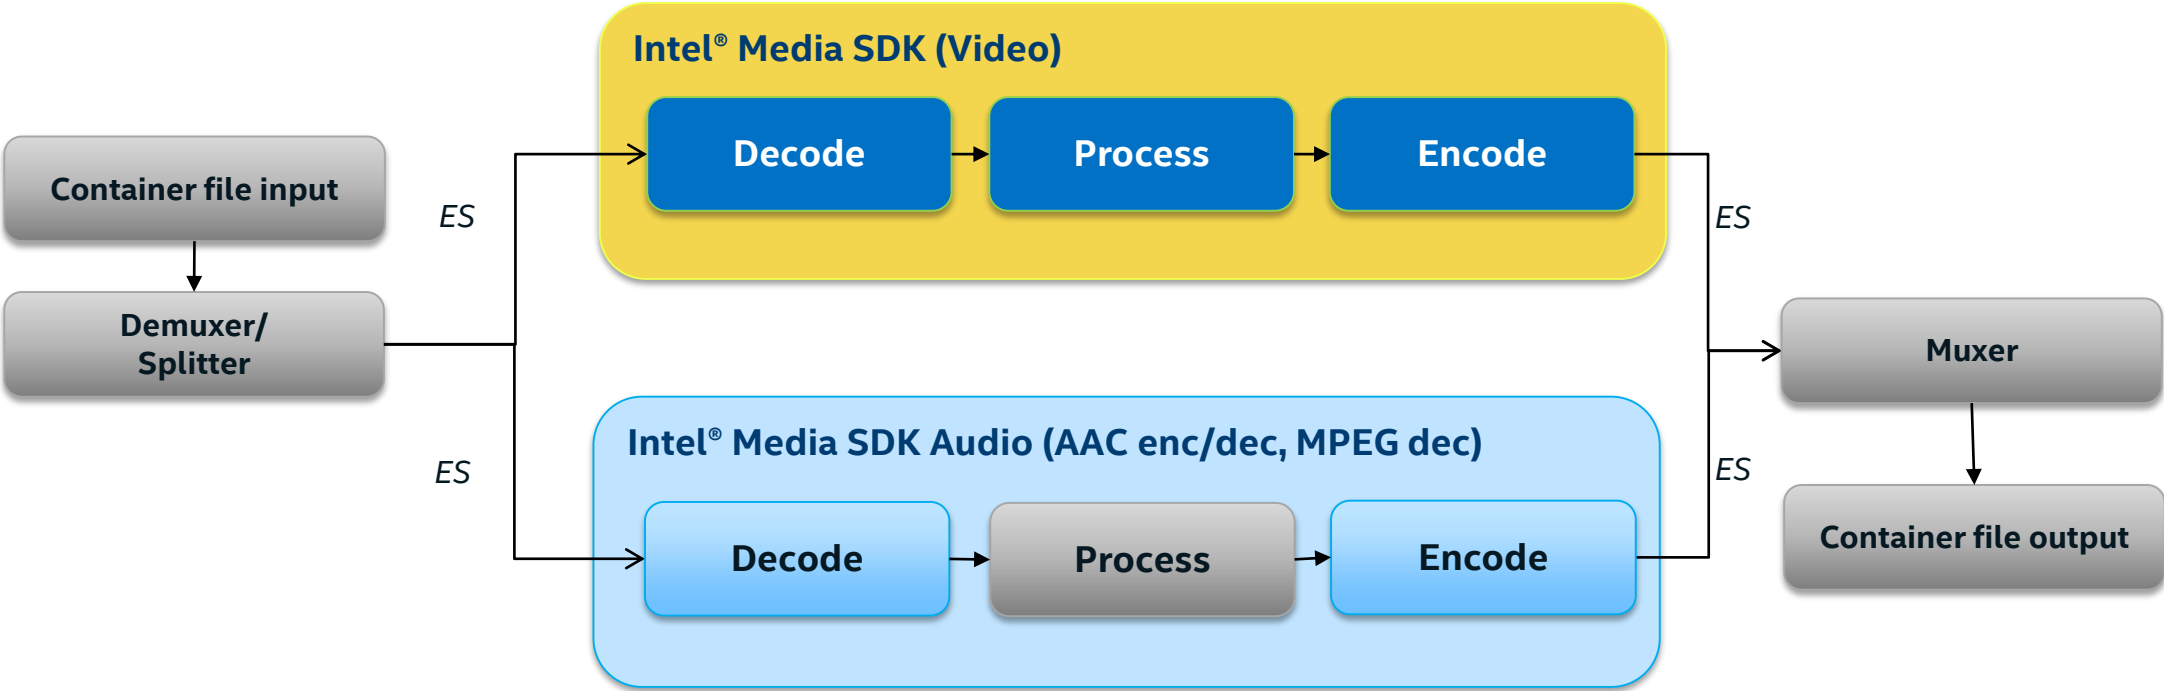 Intel® Media SDK (Video)
Decode
Process
Encode
Container file input
ES
ES
Demuxer/
Splitter
Muxer
Intel® Media SDK Audio (AAC enc/dec, MPEG dec)
ES
ES
Decode
Process
Encode
Container file output